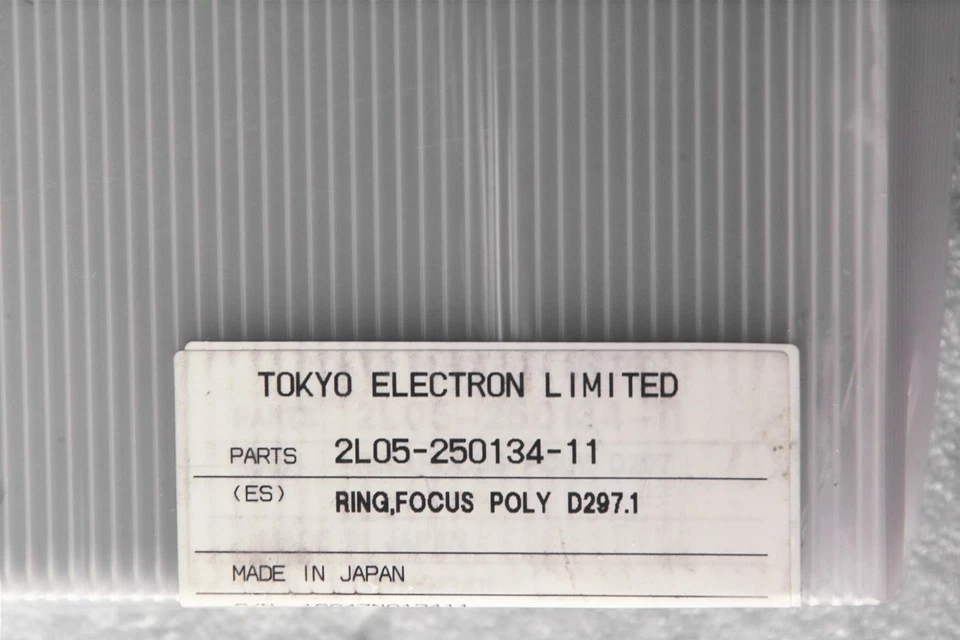 TOKYO ELECTRON LIMITED
PARTS 2L05-250134-11
(ES) RING,FOCUS POLY D297.1
MADE IN JAPAN